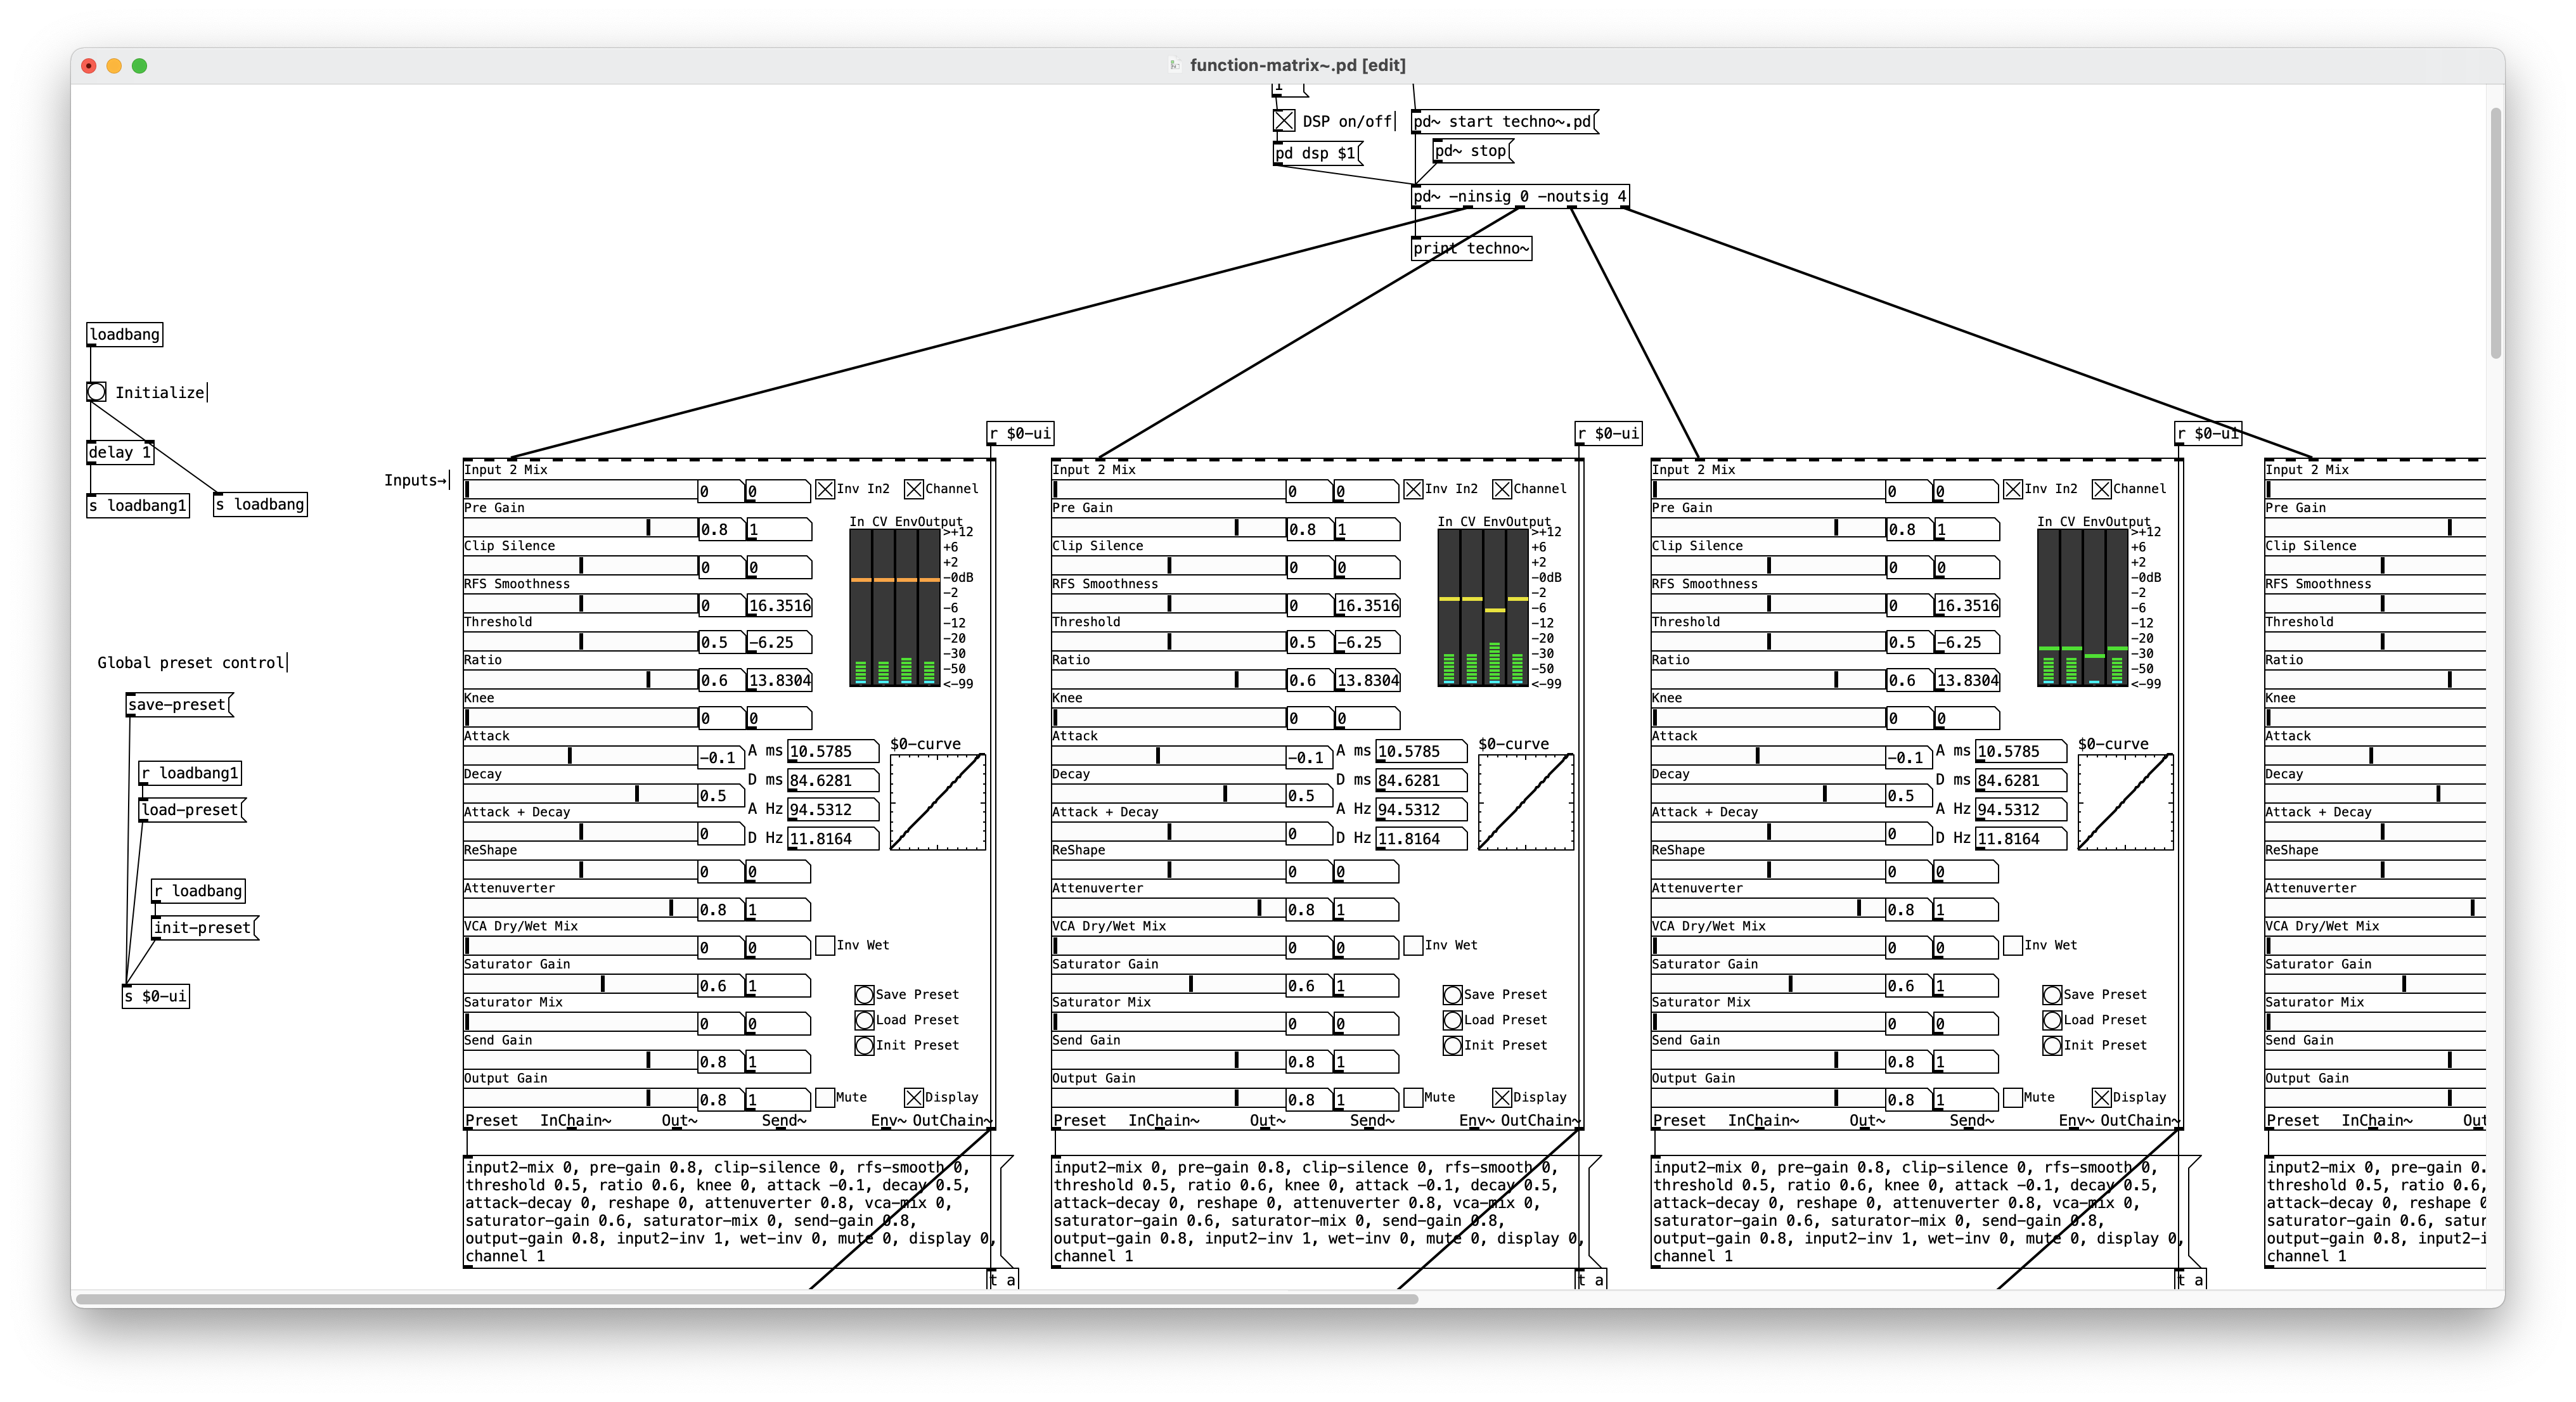 function-matrix~.pd [edit]
DSP on/off
pd~ start techno~.pd
pd dsp $1
pd~ stop
pd~ -ninsig 0 -noutsig 4
print techno~
loadbang
Initialize
delay 1
s loadbang1
s loadbang
Inputs→
Global preset control
save-preset
r loadbang1
load-preset
r loadbang
init-preset
s $0-ui
r $0-ui
Input 2 Mix
0 0 Inv In2 Channel
Pre Gain
0.8 1
In CV EnvOutput
Clip Silence
0 0
RFS Smoothness
0 16.3516
Threshold
0.5 -6.25
Ratio
0.6 13.8304
Knee
0 0
>+12
+6
+2
-0dB
-2
-6
-12
-20
-30
-50
<-99
Attack
-0.1 A ms 10.5785
Decay
0.5 D ms 84.6281
Attack + Decay
0 A Hz 94.5312
D Hz 11.8164
$0-curve
ReShape
0 0
Attenuverter
0.8 1
VCA Dry/Wet Mix
0 0 Inv Wet
Saturator Gain
0.6 1
Saturator Mix
0 0
Save Preset
Load Preset
Init Preset
Send Gain
0.8 1
Output Gain
0.8 1 Mute Display
Preset InChain~ Out~ Send~ Env~ OutChain~
input2-mix 0, pre-gain 0.8, clip-silence 0, rfs-smooth 0,
threshold 0.5, ratio 0.6, knee 0, attack -0.1, decay 0.5,
attack-decay 0, reshape 0, attenuverter 0.8, vca-mix 0,
saturator-gain 0.6, saturator-mix 0, send-gain 0.8,
output-gain 0.8, input2-inv 1, wet-inv 0, mute 0, display 0,
channel 1
t a
r $0-ui
Input 2 Mix
0 0 Inv In2 Channel
Pre Gain
0.8 1
In CV EnvOutput
Clip Silence
0 0
RFS Smoothness
0 16.3516
Threshold
0.5 -6.25
Ratio
0.6 13.8304
Knee
0 0
>+12
+6
+2
-0dB
-2
-6
-12
-20
-30
-50
<-99
Attack
-0.1 A ms 10.5785
Decay
0.5 D ms 84.6281
Attack + Decay
0 A Hz 94.5312
D Hz 11.8164
$0-curve
ReShape
0 0
Attenuverter
0.8 1
VCA Dry/Wet Mix
0 0 Inv Wet
Saturator Gain
0.6 1
Saturator Mix
0 0
Save Preset
Load Preset
Init Preset
Send Gain
0.8 1
Output Gain
0.8 1 Mute Display
Preset InChain~ Out~ Send~ Env~ OutChain~
input2-mix 0, pre-gain 0.8, clip-silence 0, rfs-smooth 0,
threshold 0.5, ratio 0.6, knee 0, attack -0.1, decay 0.5,
attack-decay 0, reshape 0, attenuverter 0.8, vca-mix 0,
saturator-gain 0.6, saturator-mix 0, send-gain 0.8,
output-gain 0.8, input2-inv 1, wet-inv 0, mute 0, display 0,
channel 1
t a
r $0-ui
Input 2 Mix
0 0 Inv In2 Channel
Pre Gain
0.8 1
In CV EnvOutput
Clip Silence
0 0
RFS Smoothness
0 16.3516
Threshold
0.5 -6.25
Ratio
0.6 13.8304
Knee
0 0
>+12
+6
+2
-0dB
-2
-6
-12
-20
-30
-50
<-99
Attack
-0.1 A ms 10.5785
Decay
0.5 D ms 84.6281
Attack + Decay
0 A Hz 94.5312
D Hz 11.8164
$0-curve
ReShape
0 0
Attenuverter
0.8 1
VCA Dry/Wet Mix
0 0 Inv Wet
Saturator Gain
0.6 1
Saturator Mix
0 0
Save Preset
Load Preset
Init Preset
Send Gain
0.8 1
Output Gain
0.8 1 Mute Display
Preset InChain~ Out~ Send~ Env~ OutChain~
input2-mix 0, pre-gain 0.8, clip-silence 0, rfs-smooth 0,
threshold 0.5, ratio 0.6, knee 0, attack -0.1, decay 0.5,
attack-decay 0, reshape 0, attenuverter 0.8, vca-mix 0,
saturator-gain 0.6, saturator-mix 0, send-gain 0.8,
output-gain 0.8, input2-inv 1, wet-inv 0, mute 0, display 0,
channel 1
t a
Input 2 Mix
Pre Gain
Clip Silence
RFS Smoothness
Threshold
Ratio
Knee
Attack
Decay
Attack + Decay
ReShape
Attenuverter
VCA Dry/Wet Mix
Saturator Gain
Saturator Mix
Send Gain
Output Gain
Preset InChain~ Out
input2-mix 0, pre-gain 0.
threshold 0.5, ratio 0.6,
attack-decay 0, reshape 0
saturator-gain 0.6, satur
output-gain 0.8, input2-i
channel 1